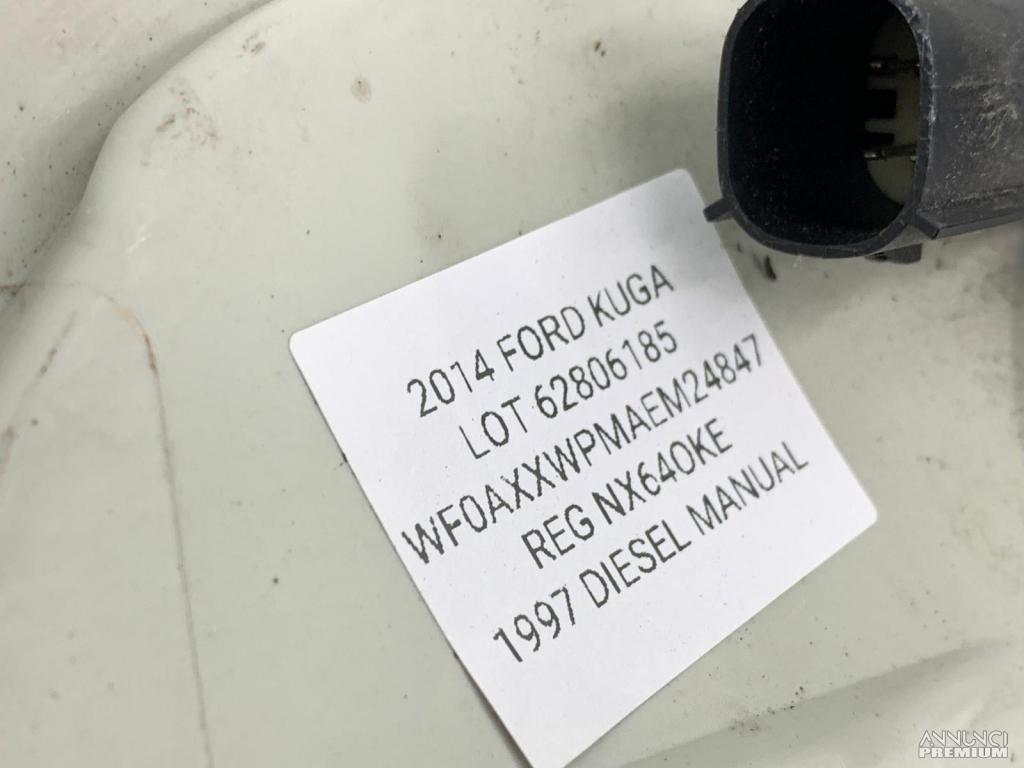 2014 FORD KUGA
LOT 62806185
WF0AXXWPMAEM24847
REG NX64OKE
1997 DIESEL MANUAL
ANNUNCI
PREMIUM